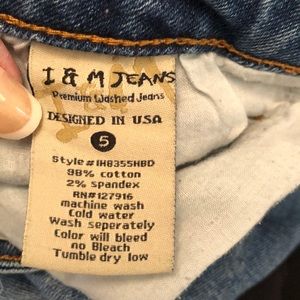 I & M JEANS
Premium Washed Jeans
DESIGNED IN USA
5
Style #IH8355HBD
98% cotton
2% spandex
RN#127916
machine wash
Cold water
Wash seperately
Color will bleed
no Bleach
Tumble dry low